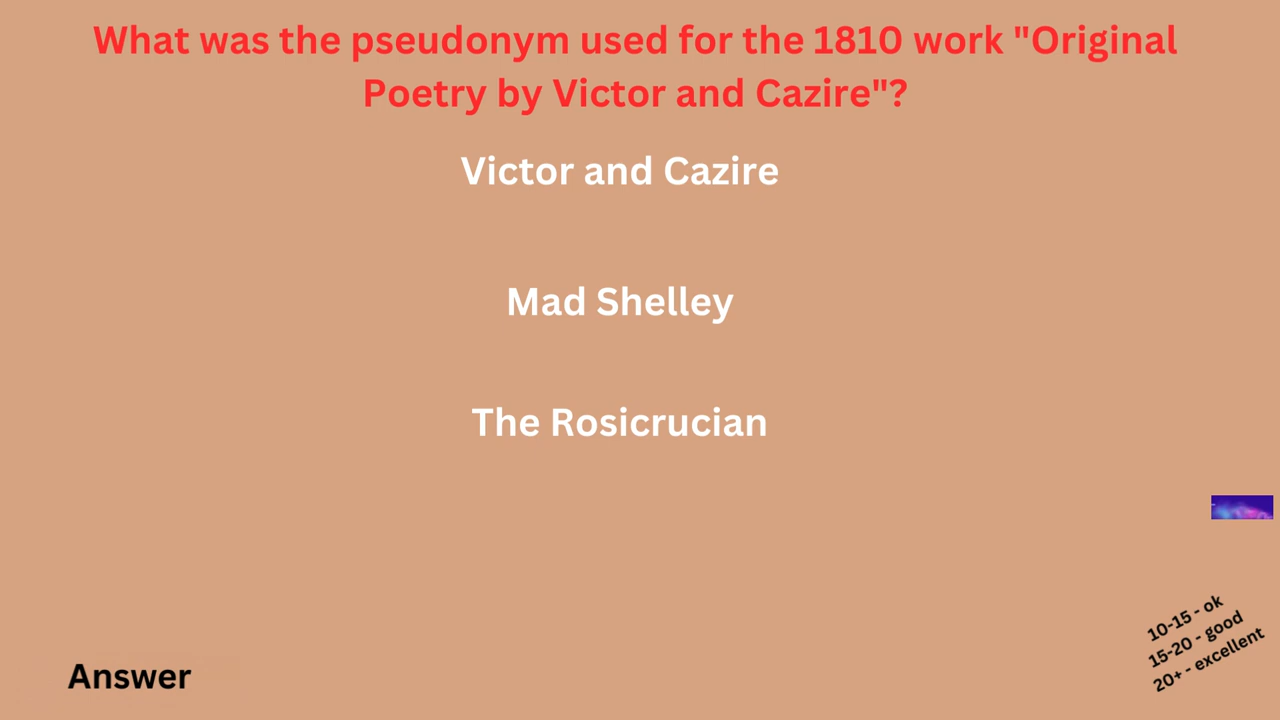 What was the pseudonym used for the 1810 work "Original
Poetry by Victor and Cazire"?
Victor and Cazire
Mad Shelley
The Rosicrucian
10-15 - ok
15-20 - good
20+ - excellent
Answer